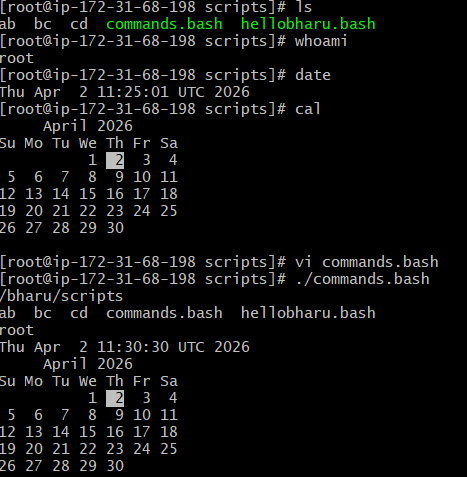 [root@ip-172-31-68-198 scripts]# ls
ab  bc  cd  commands.bash  hellobharu.bash
[root@ip-172-31-68-198 scripts]# whoami
root
[root@ip-172-31-68-198 scripts]# date
Thu Apr  2 11:25:01 UTC 2026
[root@ip-172-31-68-198 scripts]# cal
     April 2026
Su Mo Tu We Th Fr Sa
          1  2  3  4
 5  6  7  8  9 10 11
12 13 14 15 16 17 18
19 20 21 22 23 24 25
26 27 28 29 30
[root@ip-172-31-68-198 scripts]# vi commands.bash
[root@ip-172-31-68-198 scripts]# ./commands.bash
/bharu/scripts
ab  bc  cd  commands.bash  hellobharu.bash
root
Thu Apr  2 11:30:30 UTC 2026
     April 2026
Su Mo Tu We Th Fr Sa
          1  2  3  4
 5  6  7  8  9 10 11
12 13 14 15 16 17 18
19 20 21 22 23 24 25
26 27 28 29 30